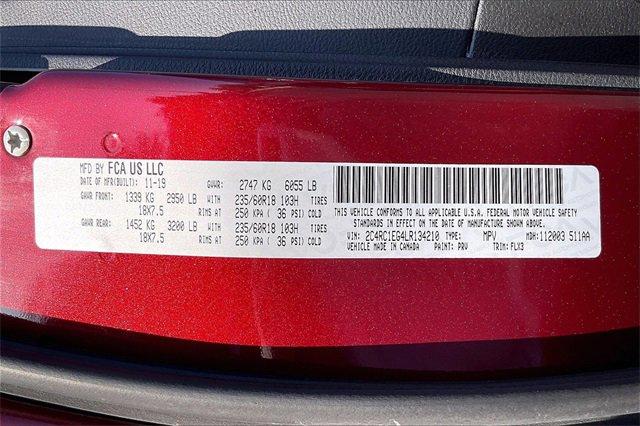 MFD BY FCA US LLC
DATE OF MFR(BUILT): 11-19 GVWR: 2747 KG 6055 LB
GAWR FRONT: 1339 KG 2950 LB 235/60R18 103H TIRES
18X7.5 RIMS AT 250 KPA ( 36 PSI) COLD
GAWR REAR: 1452 KG 3200 LB 235/60R18 103H TIRES
18X7.5 RIMS AT 250 KPA ( 36 PSI) COLD
THIS VEHICLE CONFORMS TO ALL APPLICABLE U.S.A. FEDERAL MOTOR VEHICLE SAFETY
STANDARDS IN EFFECT ON THE DATE OF MANUFACTURE SHOWN ABOVE.
VIN: 2C4RC1EG4LR134210 TYPE: MPV MDH: 112003 511AA
VEHICLE MADE IN CANADA PAINT: PRV TRIM: FLX3